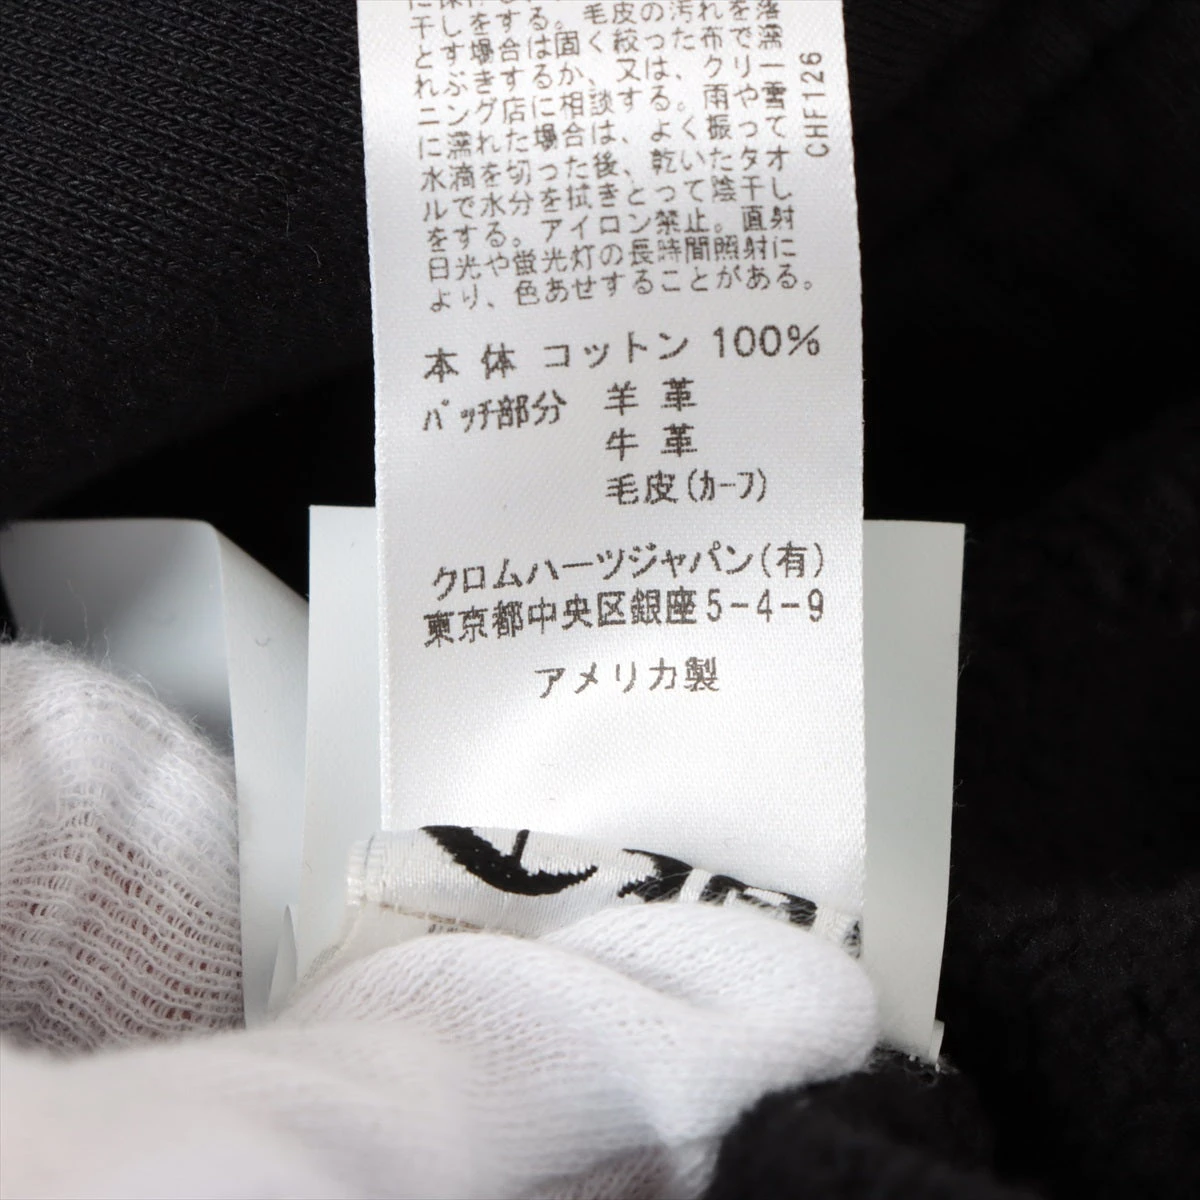 干しする。毛皮の汚れを落
とす場合は固く絞った布で藻
れぶきするか、又は、クリー
ニング店に相談する。雨や雪
に濡れた場合は、よく振って
水滴を切った後、乾いたタオ
ルで水分を拭きとって陰干し
をする。アイロン禁止。直射
日光や蛍光灯の長時間照射に
より、色あせすることがある。
CHF126
本体 コットン 100%
パッチ部分 羊革
牛革
毛皮(カーフ)
クロムハーツジャパン(有)
東京都中央区銀座5-4-9
アメリカ製